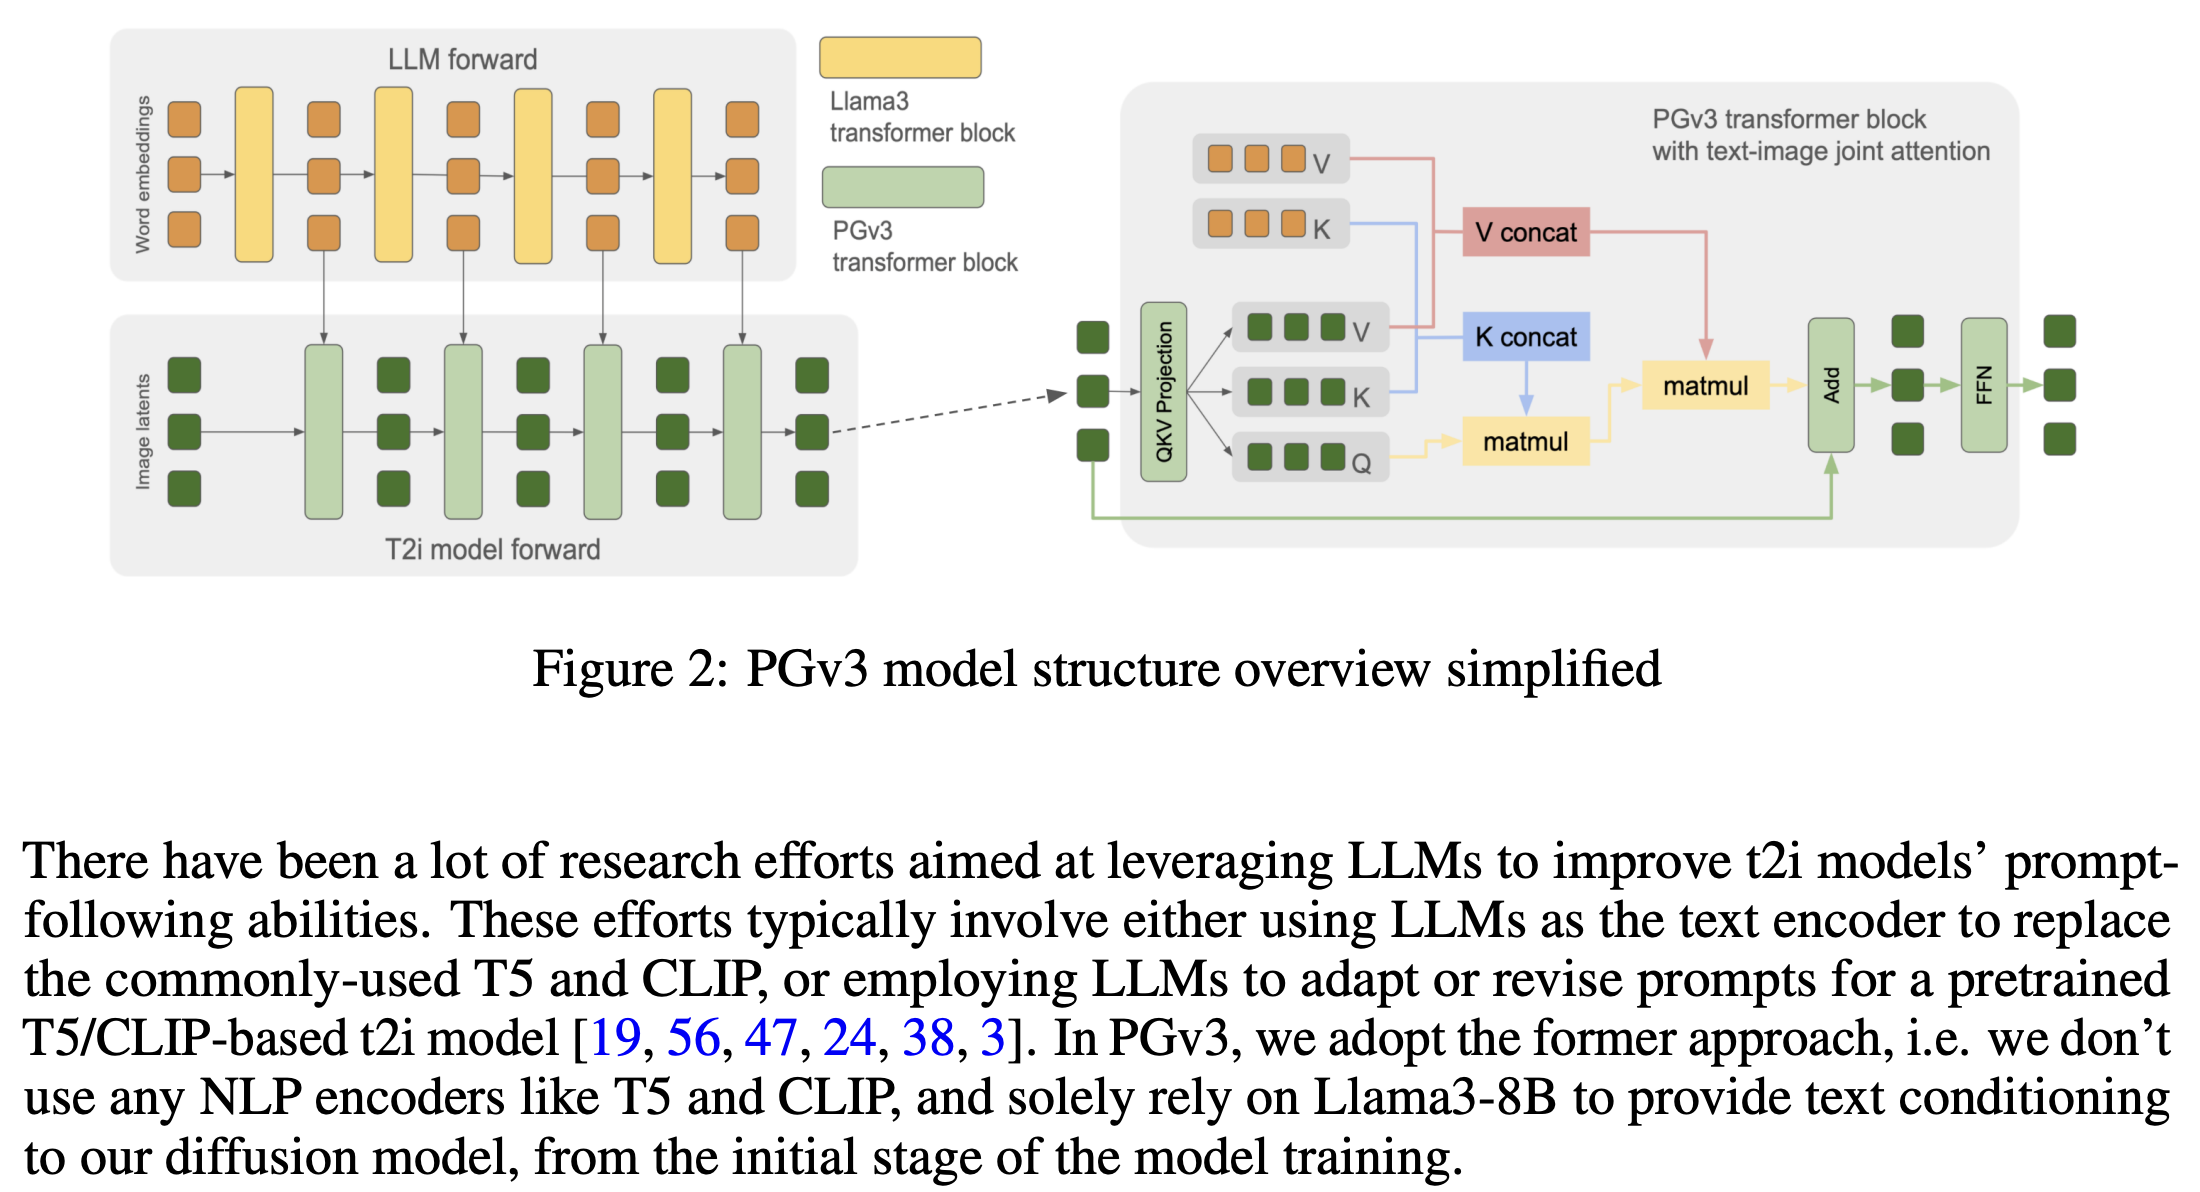 LLM forward
Word embeddings
Llama3
transformer block
PGv3
transformer block
Image latents
T2i model forward
PGv3 transformer block
with text-image joint attention
V
K
V concat
QKV Projection
V
K
Q
K concat
matmul
matmul
Add
FFN
Figure 2: PGv3 model structure overview simplified
There have been a lot of research efforts aimed at leveraging LLMs to improve t2i models’ prompt-
following abilities. These efforts typically involve either using LLMs as the text encoder to replace
the commonly-used T5 and CLIP, or employing LLMs to adapt or revise prompts for a pretrained
T5/CLIP-based t2i model [19, 56, 47, 24, 38, 3]. In PGv3, we adopt the former approach, i.e. we don’t
use any NLP encoders like T5 and CLIP, and solely rely on Llama3-8B to provide text conditioning
to our diffusion model, from the initial stage of the model training.